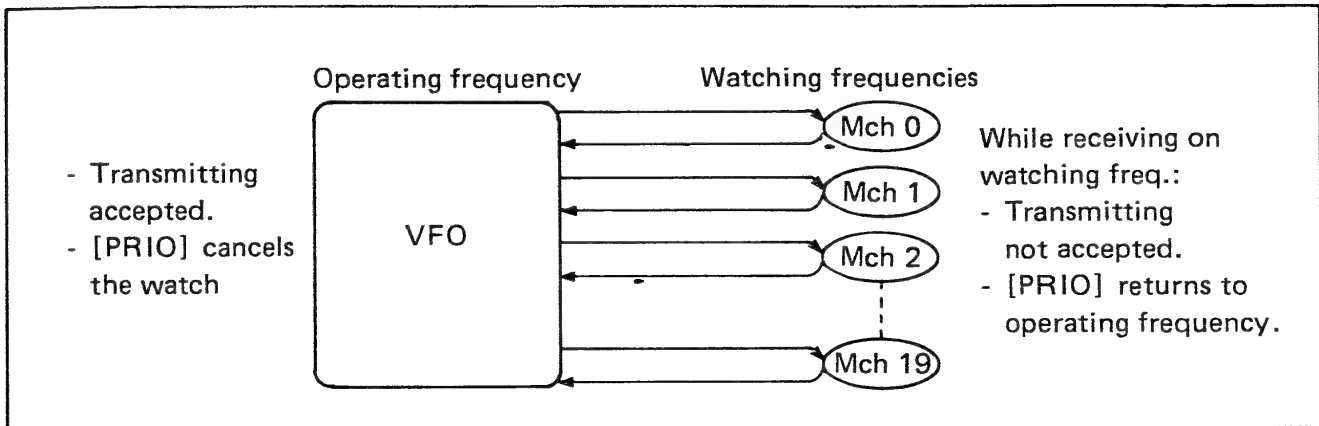 Operating frequency
Watching frequencies
- Transmitting
accepted.
- [PRIO] cancels
the watch
VFO
Mch 0
Mch 1
Mch 2
Mch 19
While receiving on
watching freq.:
- Transmitting
not accepted.
- [PRIO] returns to
operating frequency.